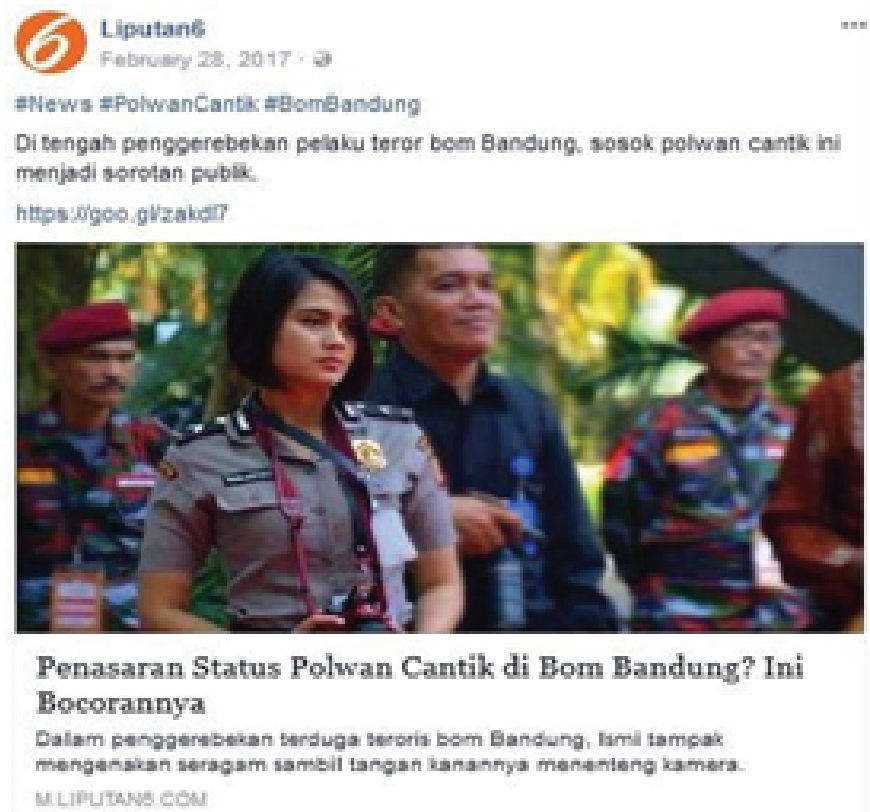 Liputan6
February 28, 2017 ·
#News #PolwanCantik #BomBandung
Di tengah penggerebekan pelaku teror bom Bandung, sosok polwan cantik ini
menjadi sorotan publik.
https://goo.gl/zakdl7
Penasaran Status Polwan Cantik di Bom Bandung? Ini
Bocorannya
Dalam penggerebekan terduga teroris bom Bandung, Ismi tampak
mengenakan seragam sambil tangan kanannya menenteng kamera.
M.LIPUTAN6.COM